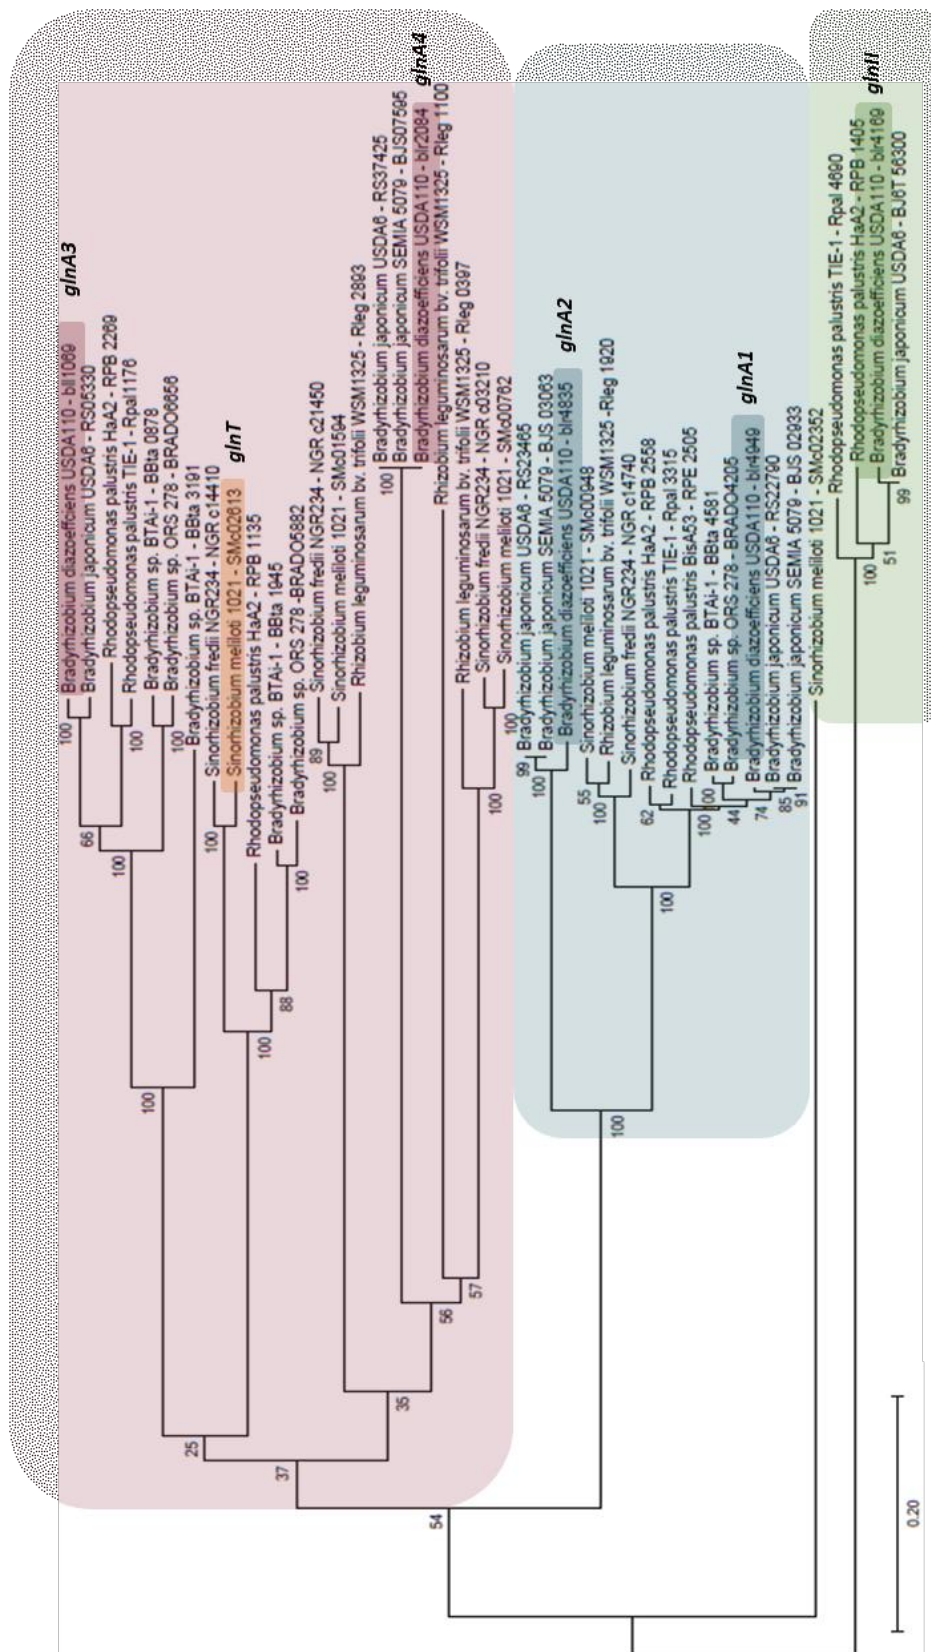 glnA3
Bradyrhizobium diazoefficiens USDA110 - bll1069
Bradyrhizobium japonicum USDA6 - RS05330
Rhodopseudomonas palustris HaA2 - RPB 2269
Rhodopseudomonas palustris TIE-1 - Rpal1176
Bradyrhizobium sp. BTAi-1 - BBta 0878
Bradyrhizobium sp. ORS 278 - BRADO6656
Bradyrhizobium sp. BTAi-1 - BBta 3191
Sinorhizobium fredii NGR234 - NGR c14410
glnT
Sinorhizobium meliloti 1021 - SMc02613
Rhodopseudomonas palustris HaA2 - RPB 1135
Bradyrhizobium sp. BTAi-1 - BBta 1945
Bradyrhizobium sp. ORS 278 -BRADO5882
Sinorhizobium fredii NGR234 - NGR c21450
Sinorhizobium meliloti 1021 - SMc01594
Rhizobium leguminosarum bv. trifolii WSM1325 - Rleg 2893
Bradyrhizobium japonicum USDA6 - RS37425
Bradyrhizobium japonicum SEMIA 5079 - BJS07595
glnA4
Bradyrhizobium diazoefficiens USDA110 - blr2084
Rhizobium leguminosarum bv. trifolii WSM1325 - Rleg 1100
Rhizobium leguminosarum bv. trifolii WSM1325 - Rleg 0397
Sinorhizobium fredii NGR234 - NGR c03210
Sinorhizobium meliloti 1021 - SMc00762
Bradyrhizobium japonicum USDA6 - RS23465
Bradyrhizobium japonicum SEMIA 5079 - BJS 03063
glnA2
Bradyrhizobium diazoefficiens USDA110 - blr4835
Sinorhizobium meliloti 1021 - SMc00948
Rhizobium leguminosarum bv. trifolii WSM1325 -Rleg 1920
Sinorhizobium fredii NGR234 - NGR c14740
Rhodopseudomonas palustris HaA2 - RPB 2558
Rhodopseudomonas palustris TIE-1 - Rpal 3315
Rhodopseudomonas palustris BisA53 - RPE 2505
Bradyrhizobium sp. BTAi-1 - BBta 4581
Bradyrhizobium sp. ORS 278 - BRADO4205
glnA1
Bradyrhizobium diazoefficiens USDA110 - blr4949
Bradyrhizobium japonicum USDA6 - RS22790
Bradyrhizobium japonicum SEMIA 5079 - BJS 02933
Sinorhizobium meliloti 1021 - SMc02352
Rhodopseudomonas palustris TIE-1 - Rpal 4690
Rhodopseudomonas palustris HaA2 - RPB 1405
glnII
Bradyrhizobium diazoefficiens USDA110 - blr4169
Bradyrhizobium japonicum USDA6 - BJ6T 56300
100
66
100
100
100
100
100
100
88
100
89
100
100
100
100
99
100
55
100
62
100
100
44
74
85
91
100
100
57
56
35
25
37
54
100
99
51
0.20